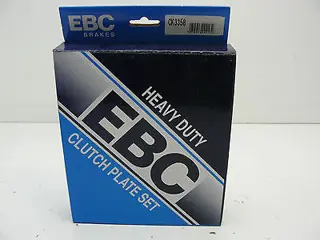 EBC
BRAKES
CK3358
HEAVY DUTY
EBC
CLUTCH PLATE SET